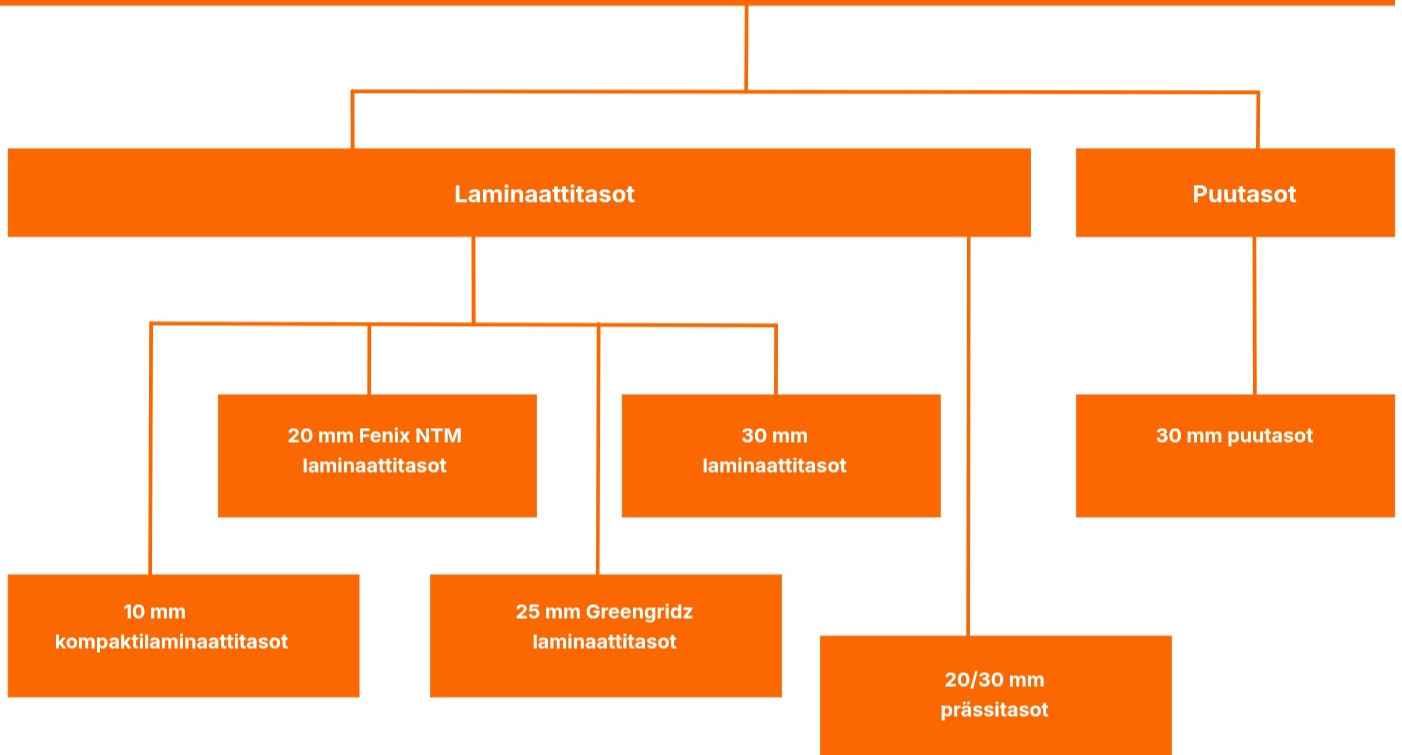 Laminaattitasot
Puutasot
20 mm Fenix NTM
laminaattitasot
30 mm
laminaattitasot
30 mm puutasot
10 mm
kompaktilaminaattitasot
25 mm Greengridz
laminaattitasot
20/30 mm
prässitasot